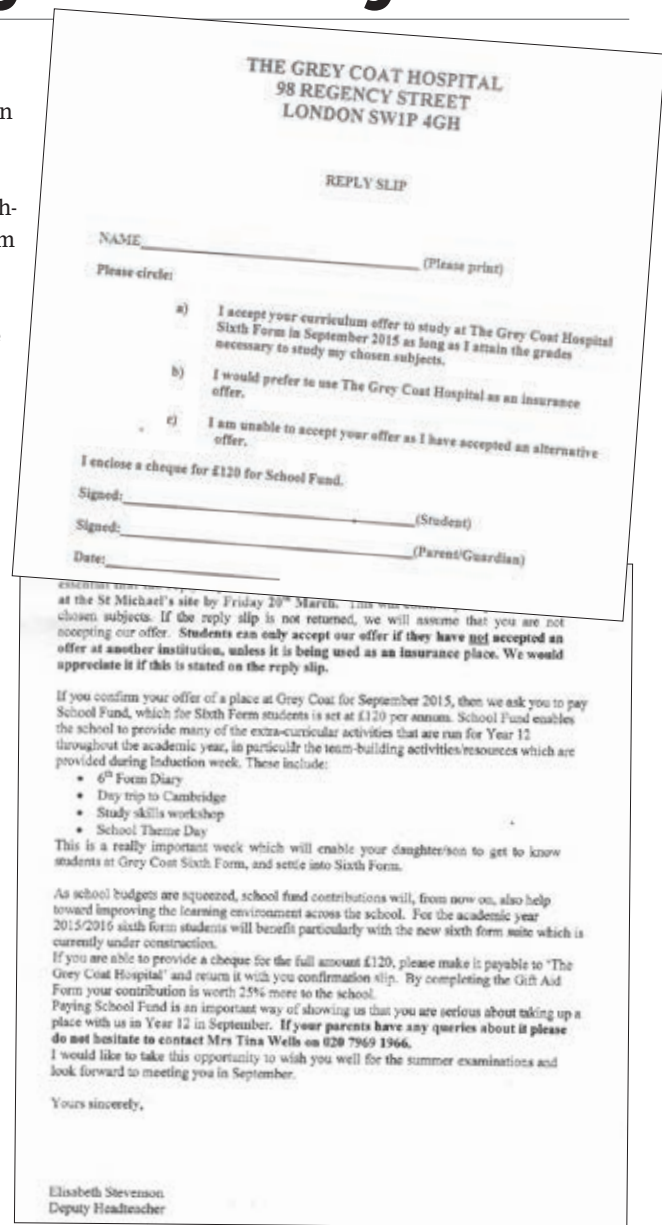 n
h-
m
THE GREY COAT HOSPITAL
98 REGENCY STREET
LONDON SW1P 4GH
REPLY SLIP
NAME (Please print)
Please circle:
a) I accept your curriculum offer to study at The Grey Coat Hospital
Sixth Form in September 2015 as long as I attain the grades
necessary to study my chosen subjects.
b) I would prefer to use The Grey Coat Hospital as an insurance
offer.
c) I am unable to accept your offer as I have accepted an alternative
offer.
I enclose a cheque for £120 for School Fund.
Signed: (Student)
Signed: (Parent/Guardian)
Date:
essential
at the St Michael's site by Friday 20th March. This
chosen subjects. If the reply slip is not returned, we will assume that you are not
accepting our offer. Students can only accept our offer if they have not accepted an
offer at another institution, unless it is being used as an insurance place. We would
appreciate it if this is stated on the reply slip.
If you confirm your offer of a place at Grey Coat for September 2015, then we ask you to pay
School Fund, which for Sixth Form students is set at £120 per annum. School Fund enables
the school to provide many of the extra-curricular activities that are run for Year 12
throughout the academic year, in particular the team-building activities/resources which are
provided during Induction week. These include:
• 6th Form Diary
• Day trip to Cambridge
• Study skills workshop
• School Theme Day
This is a really important week which will enable your daughter/son to get to know
students at Grey Coat Sixth Form, and settle into Sixth Form.
As school budgets are squeezed, school fund contributions will, from now on, also help
toward improving the learning environment across the school. For the academic year
2015/2016 sixth form students will benefit particularly with the new sixth form suite which is
currently under construction.
If you are able to provide a cheque for the full amount £120, please make it payable to 'The
Grey Coat Hospital' and return it with you confirmation slip. By completing the Gift Aid
Form your contribution is worth 25% more to the school.
Paying School Fund is an important way of showing us that you are serious about taking up a
place with us in Year 12 in September. If your parents have any queries about it please
do not hesitate to contact Mrs Tina Wells on 020 7969 1966.
I would like to take this opportunity to wish you well for the summer examinations and
look forward to meeting you in September.
Yours sincerely,
Elisabeth Stevenson
Deputy Headteacher